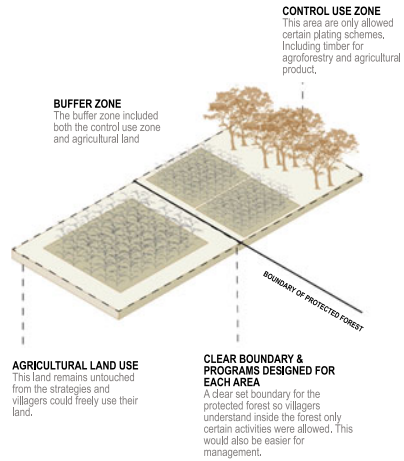 CONTROL USE ZONE
This area are only allowed
certain plating schemes.
Including timber for
agroforestry and agricultural
product.
BUFFER ZONE
The buffer zone included
both the control use zone
and agricultural land
BOUNDARY OF PROTECTED FOREST
AGRICULTURAL LAND USE
This land remains untouched
from the strategies and
villagers could freely use their
land.
CLEAR BOUNDARY &
PROGRAMS DESIGNED FOR
EACH AREA
A clear set boundary for the
protected forest so villagers
understand inside the forest only
certain activities were allowed. This
would also be easier for
management.